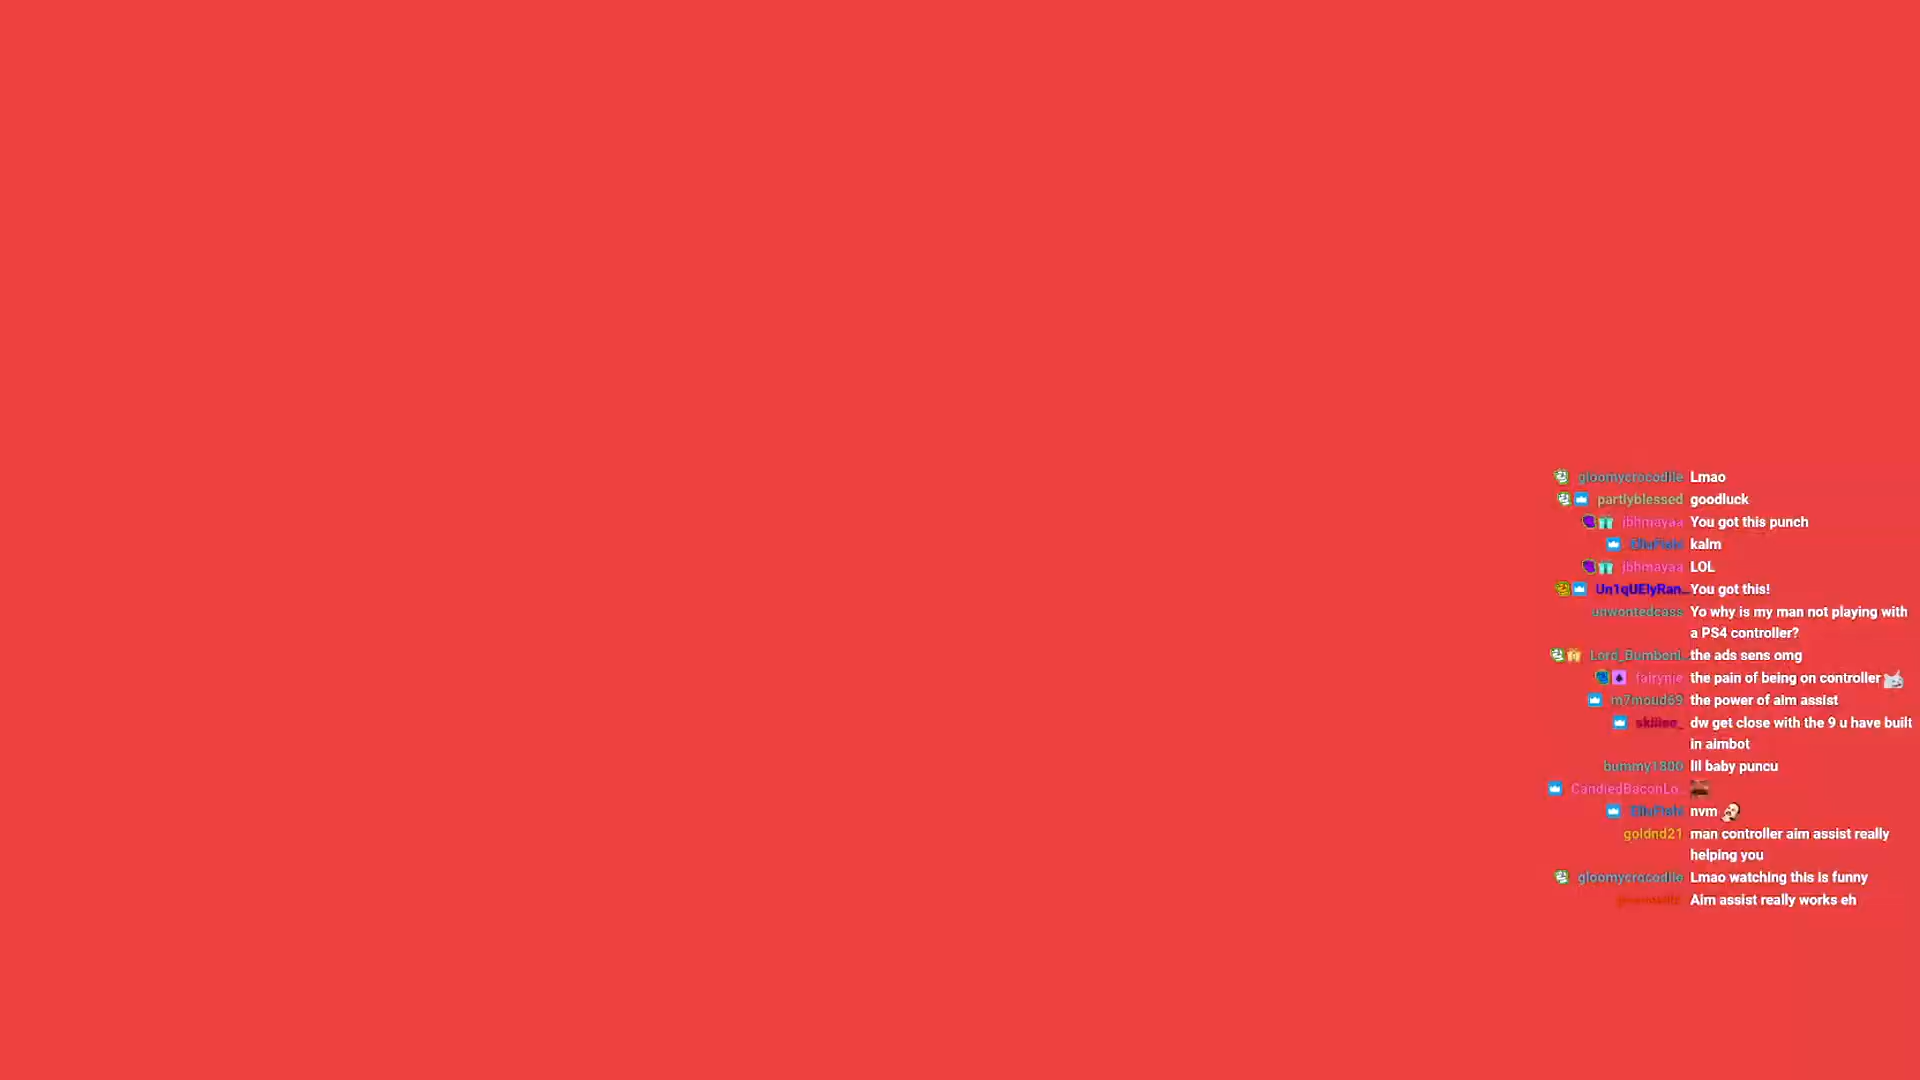 gloomycrocodile Lmao
partlyblessed goodluck
jbhmayaa You got this punch
kalm
jbhmayaa LOL
Un1qUElyRan… You got this!
unwontedcass Yo why is my man not playing with
a PS4 controller?
Lord_Bumboni… the ads sens omg
fairynie the pain of being on controller
m7moud69 the power of aim assist
dw get close with the 9 u have built
in aimbot
bummy1800 lil baby puncu
CandiedBaconLo…
nvm
goldnd21 man controller aim assist really
helping you
gloomycrocodile Lmao watching this is funny
Aim assist really works eh